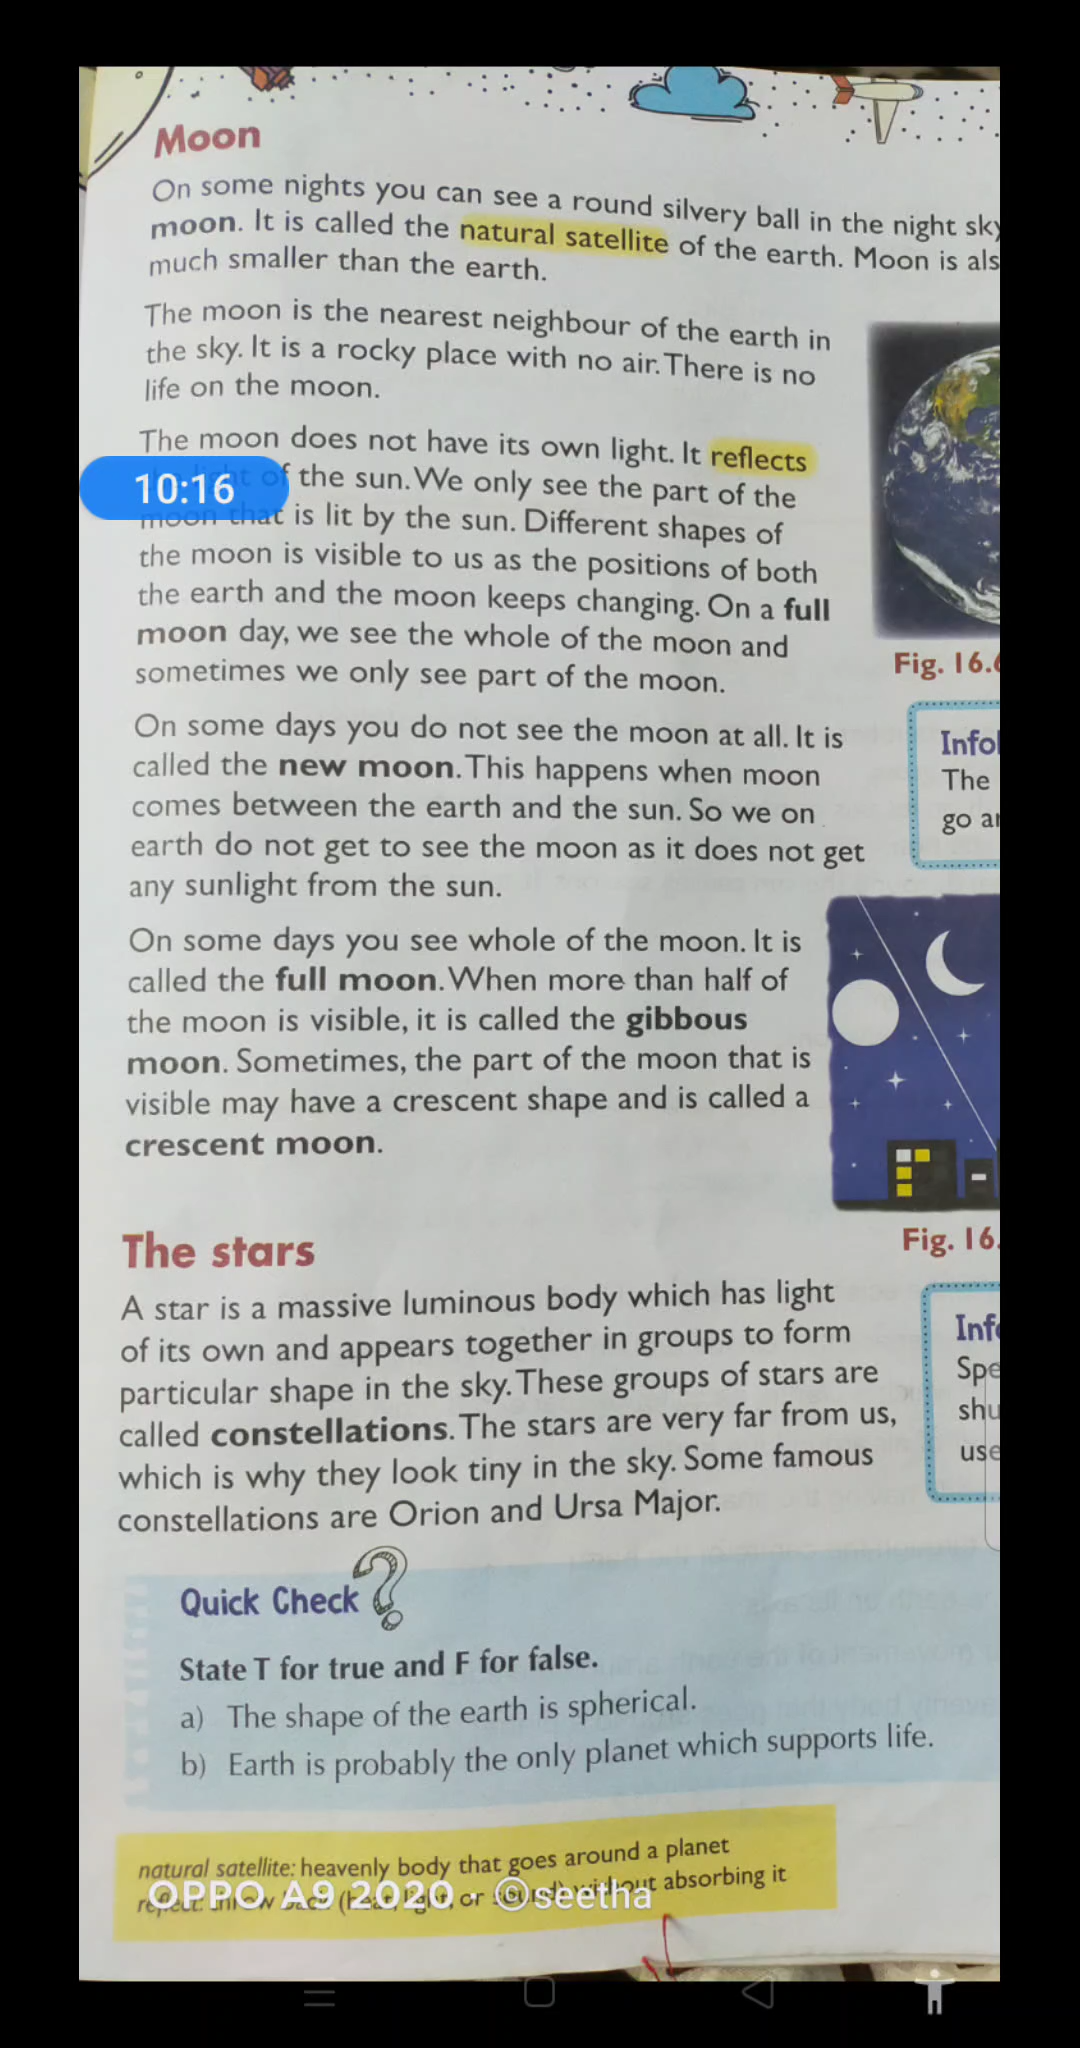 Moon
On some nights you can see a round silvery ball in the night sky
moon. It is called the natural satellite of the earth. Moon is als
much smaller than the earth.
The moon is the nearest neighbour of the earth in
the sky. It is a rocky place with no air. There is no
life on the moon.
The moon does not have its own light. It reflects
the light of the sun. We only see the part of the
10:16
moon that is lit by the sun. Different shapes of
the moon is visible to us as the positions of both
the earth and the moon keeps changing. On a full
moon day, we see the whole of the moon and
sometimes we only see part of the moon.
Fig. 16.6
On some days you do not see the moon at all. It is
called the new moon. This happens when moon
comes between the earth and the sun. So we on
earth do not get to see the moon as it does not get
any sunlight from the sun.
Info
The
go
On some days you see whole of the moon. It is
called the full moon. When more than half of
the moon is visible, it is called the gibbous
moon. Sometimes, the part of the moon that is
visible may have a crescent shape and is called a
crescent moon.
Fig. 16.
The stars
A star is a massive luminous body which has light
of its own and appears together in groups to form
particular shape in the sky. These groups of stars are
called constellations. The stars are very far from us,
which is why they look tiny in the sky. Some famous
constellations are Orion and Ursa Major.
Inf
Spe
shu
use
Quick Check
State T for true and F for false.
a) The shape of the earth is spherical.
b) Earth is probably the only planet which supports life.
natural satellite: heavenly body that goes around a planet
reflect: throw back (heat, light, or sound) without absorbing it
OPPO A9 2020 · ©seetha